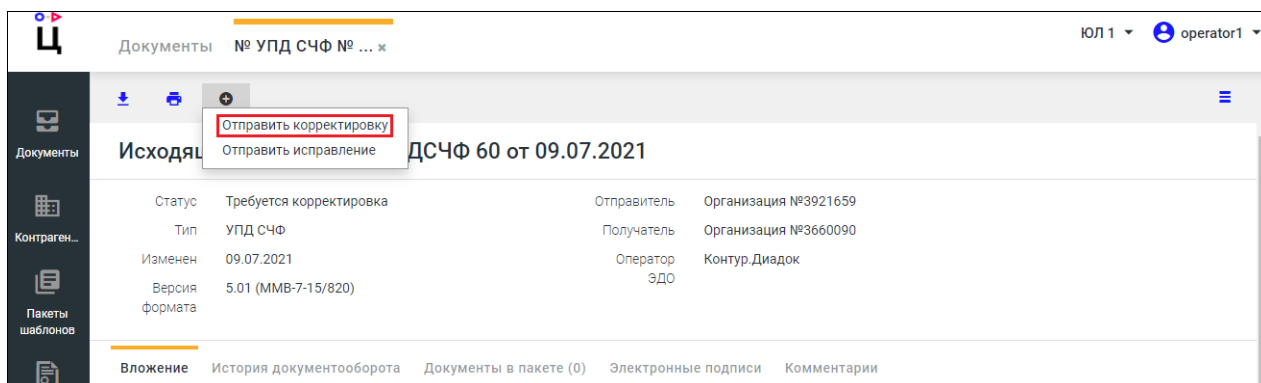 Ц
Документы № УПД СЧФ № ... × ЮЛ 1 operator1
Отправить корректировку
Отправить исправление
Документы
ДСЧФ 60 от 09.07.2021
Статус Требуется корректировка Отправитель Организация №3921659
Контраген...
Тип УПД СЧФ Получатель Организация №3660090
Изменен 09.07.2021 Оператор ЭДО Контур.Диадок
Версия формата 5.01 (ММВ-7-15/820)
Пакеты
шаблонов
Вложение История документооборота Документы в пакете (0) Электронные подписи Комментарии